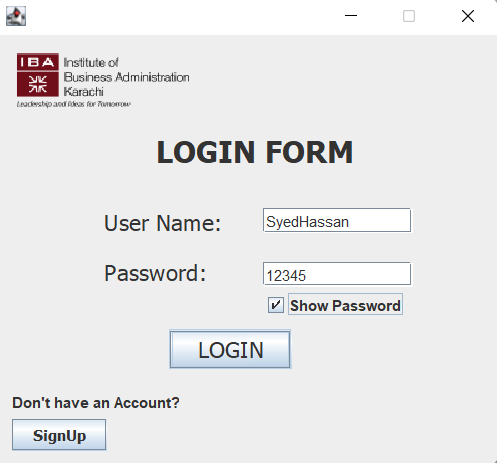 IBA Institute of
Business Administration
Karachi
Leadership and Ideas for Tomorrow
LOGIN FORM
User Name: SyedHassan
Password: 12345
Show Password
LOGIN
Don't have an Account?
SignUp